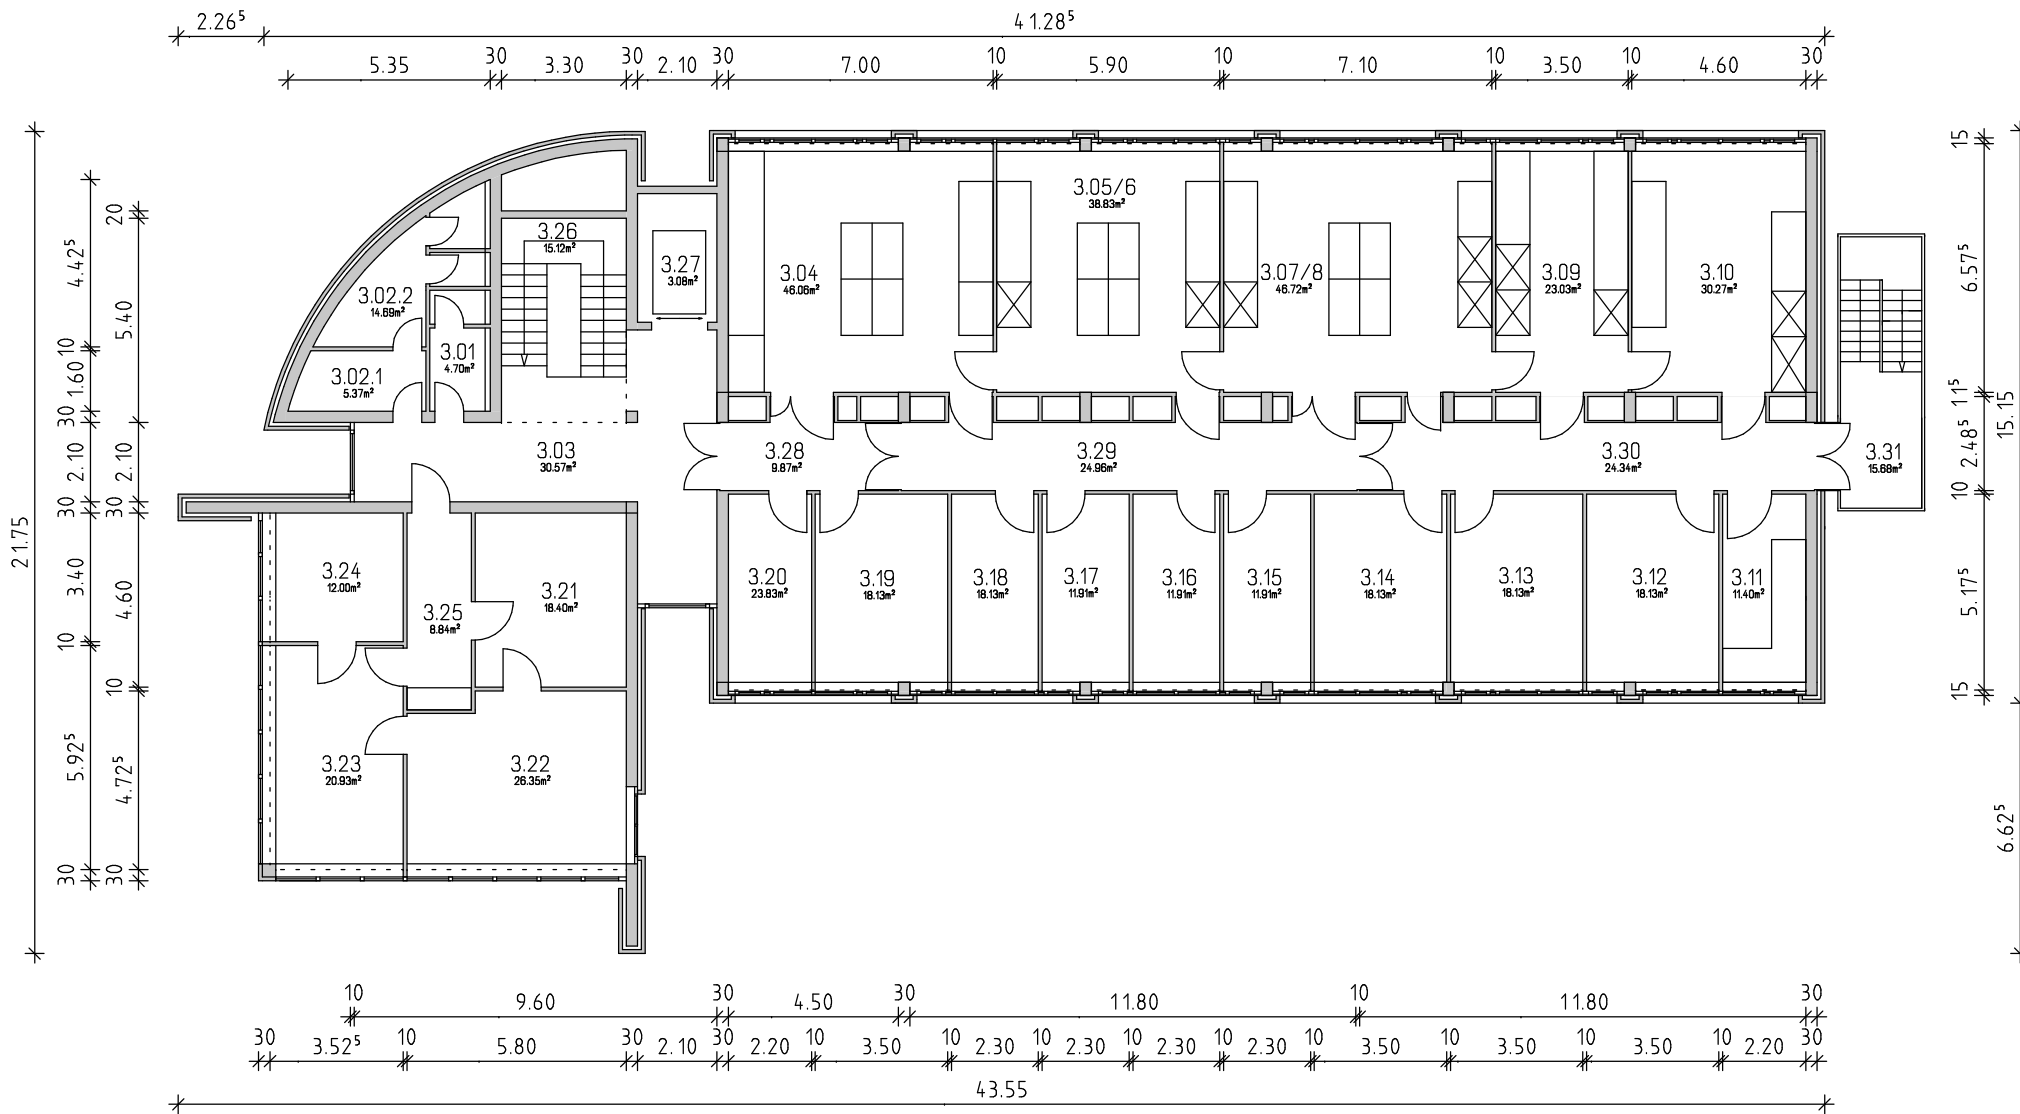 2.26⁵ 41.28⁵
30 30 30 10 10 10 10 30
5.35 3.30 2.10 7.00 5.90 7.10 3.50 4.60
21.75
4.42⁵ 10 1.60 30 2.10 30 3.40 10 5.92⁵ 30
20 5.40 30 2.10 30 4.60 10 4.72⁵ 30
15 6.57⁵ 11⁵ 2.48⁵ 10 5.17⁵ 15
15.15 6.62⁵
3.26
15.12m²
3.27
3.08m²
3.02.2
14.69m²
3.01
4.70m²
3.02.1
5.37m²
3.04
46.06m²
3.05/6
38.83m²
3.07/8
46.72m²
3.09
23.03m²
3.10
30.27m²
3.03
30.57m²
3.28
9.87m²
3.29
24.96m²
3.30
24.34m²
3.31
15.68m²
3.24
12.00m²
3.25
8.84m²
3.21
18.40m²
3.20
23.83m²
3.19
18.13m²
3.18
18.13m²
3.17
11.91m²
3.16
11.91m²
3.15
11.91m²
3.14
18.13m²
3.13
18.13m²
3.12
18.13m²
3.11
11.40m²
3.23
20.93m²
3.22
26.35m²
10 30 30 10 30
9.60 4.50 11.80 11.80
30 10 30 30 10 10 10 10 10 10 10 10 10 30
3.52⁵ 5.80 2.10 2.20 3.50 2.30 2.30 2.30 2.30 3.50 3.50 3.50 2.20
43.55